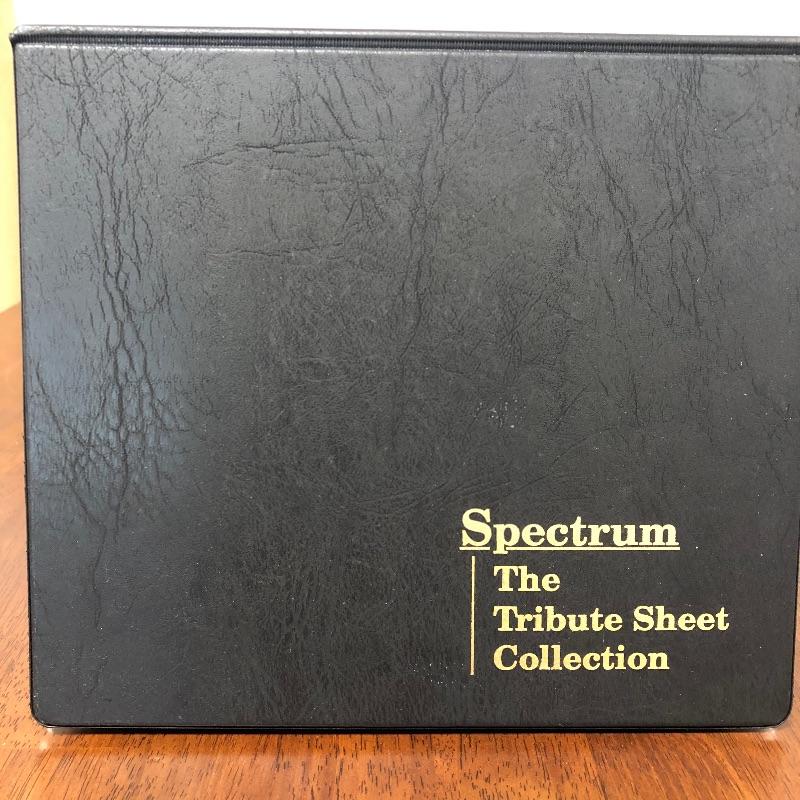 Spectrum
The
Tribute Sheet
Collection